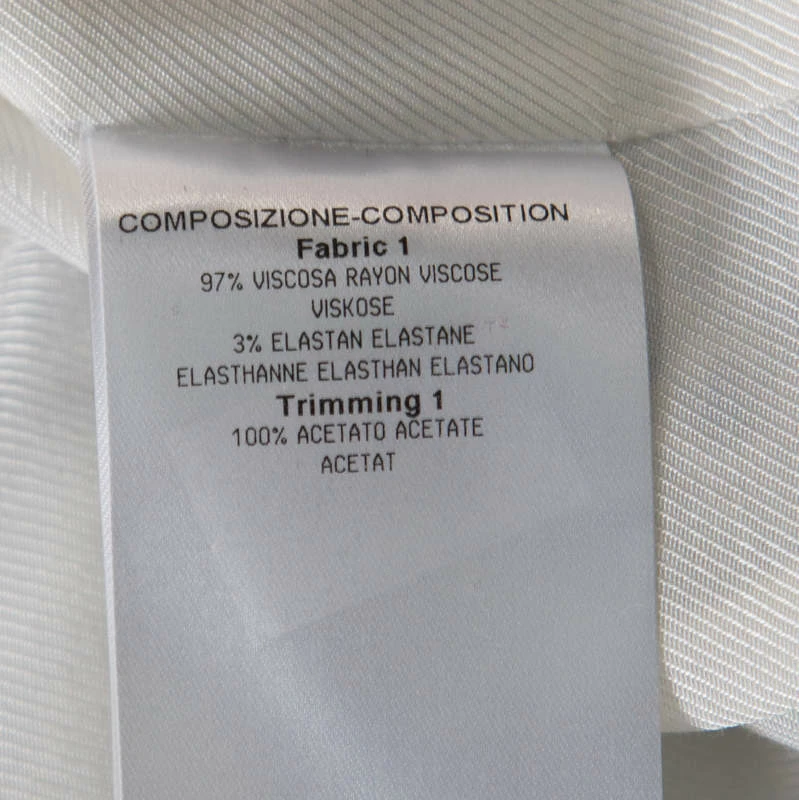 COMPOSIZIONE-COMPOSITION
Fabric 1
97% VISCOSA RAYON VISCOSE
VISKOSE
3% ELASTAN ELASTANE
ELASTHANNE ELASTHAN ELASTANO
Trimming 1
100% ACETATO ACETATE
ACETAT